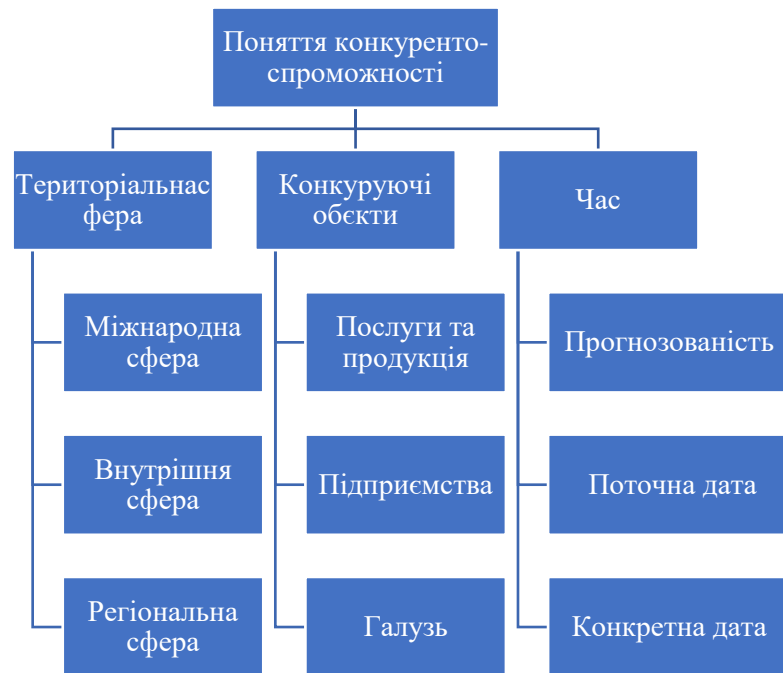 Поняття конкуренто-
спроможності
Територіальнас
фера
Конкуруючі
обєкти
Час
Міжнародна
сфера
Послуги та
продукція
Прогнозованість
Внутрішня
сфера
Підприємства
Поточна дата
Регіональна
сфера
Галузь
Конкретна дата